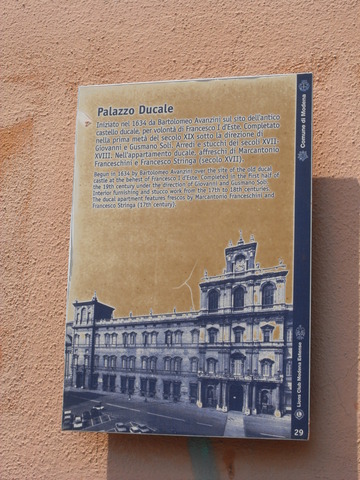 Palazzo Ducale
Iniziato nel 1634 da Bartolomeo Avanzini sul sito dell'antico
castello ducale, per volontà di Francesco I d'Este. Completato
nella prima metà del secolo XIX sotto la direzione di
Giovanni e Gusmano Soli. Arredi e stucchi dei secoli XVII-
XVIII. Nell'appartamento ducale, affreschi di Marcantonio
Franceschini e Francesco Stringa (secolo XVII).
Begun in 1634 by Bartolomeo Avanzini over the site of the old ducal
castle at the behest of Francesco I d'Este. Completed in the first half of
the 19th century under the direction of Giovanni and Gusmano Soli.
Interior furnishing and stucco work from the 17th to 18th centuries.
The ducal apartment features frescos by Marcantonio Franceschini and
Francesco Stringa (17th century).
Comune di Modena
Lions Club Modena Estense
29